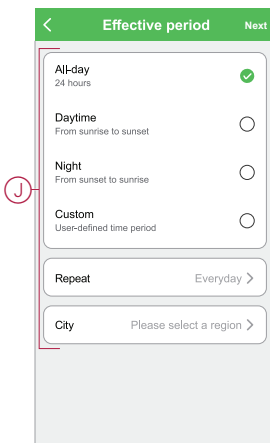 Effective period Next
All-day
24 hours
Daytime
From sunrise to sunset
Night
From sunset to sunrise
Custom
User-defined time period
J
Repeat Everyday
City Please select a region